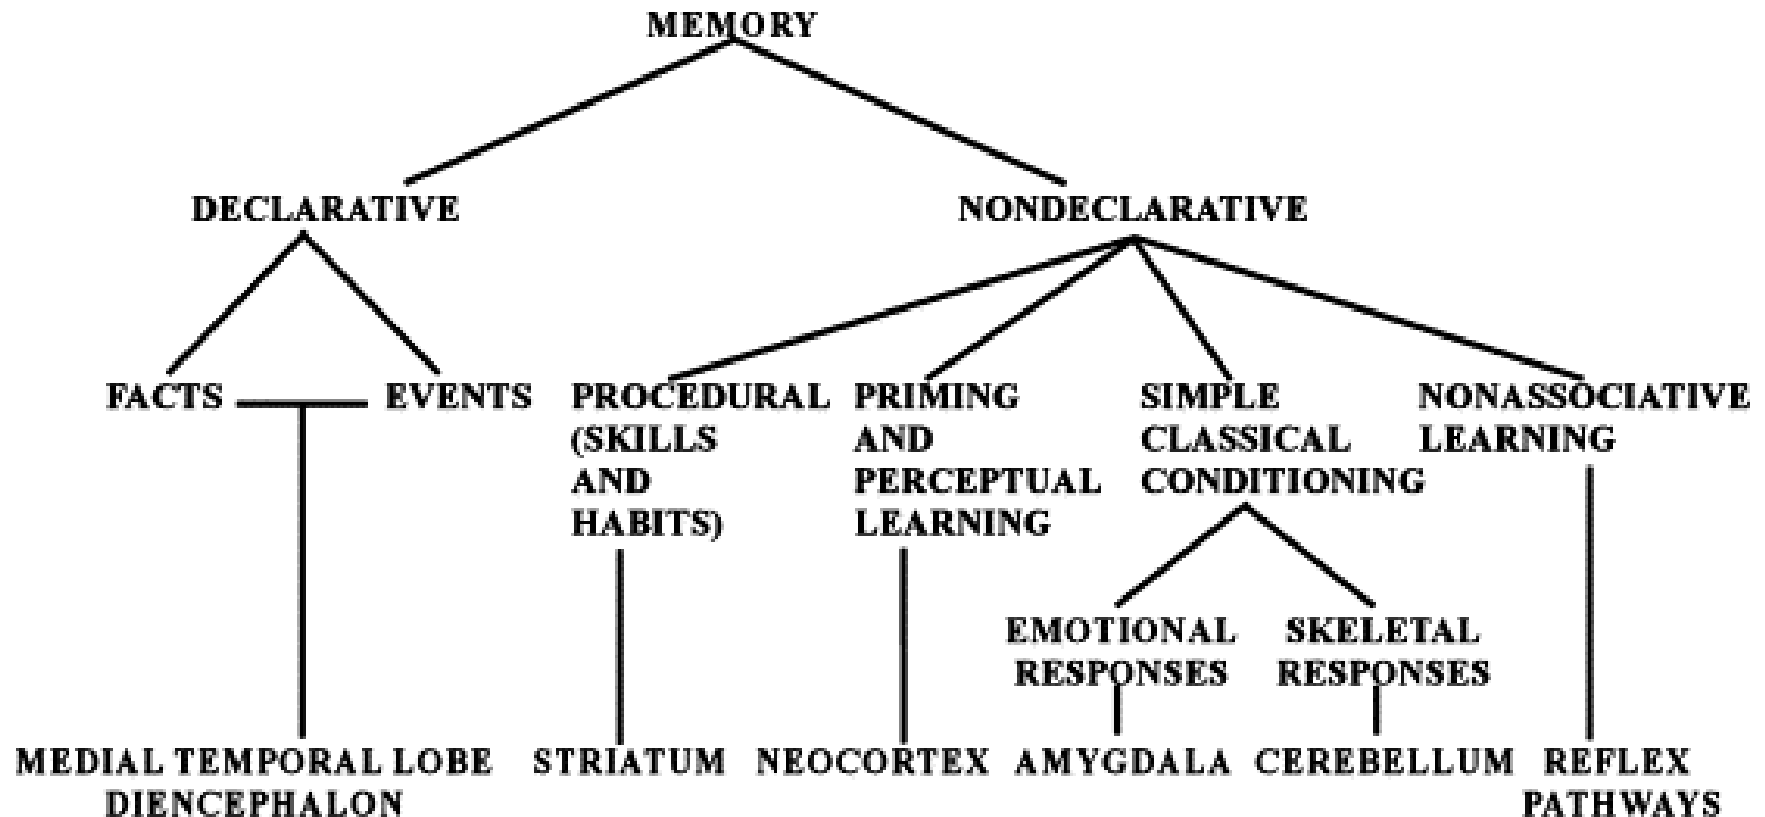 MEMORY
DECLARATIVE
NONDECLARATIVE
FACTS
EVENTS
PROCEDURAL
(SKILLS
AND
HABITS)
PRIMING
AND
PERCEPTUAL
LEARNING
SIMPLE
CLASSICAL
CONDITIONING
NONASSOCIATIVE
LEARNING
EMOTIONAL
RESPONSES
SKELETAL
RESPONSES
MEDIAL TEMPORAL LOBE
DIENCEPHALON
STRIATUM
NEOCORTEX
AMYGDALA
CEREBELLUM
REFLEX
PATHWAYS